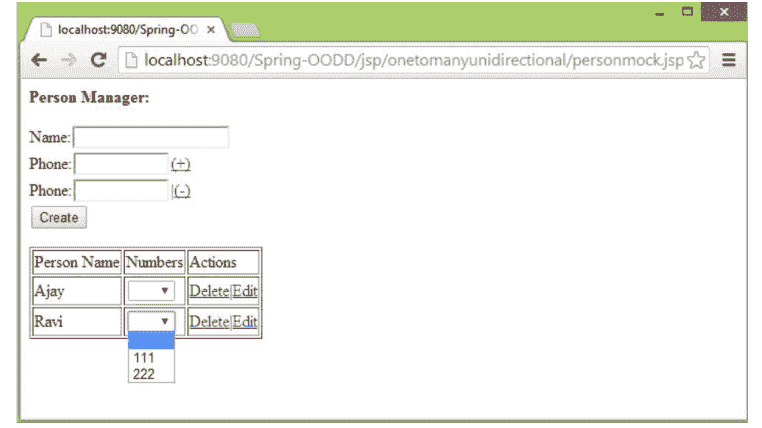 localhost:9080/Spring-OO ×
localhost:9080/Spring-OODD/jsp/onetomanyunidirectional/personmock.jsp
Person Manager:
Name:
Phone: (+)
Phone: |(-)
Create
Person Name Numbers Actions
Ajay Delete|Edit
Ravi Delete|Edit
111
222